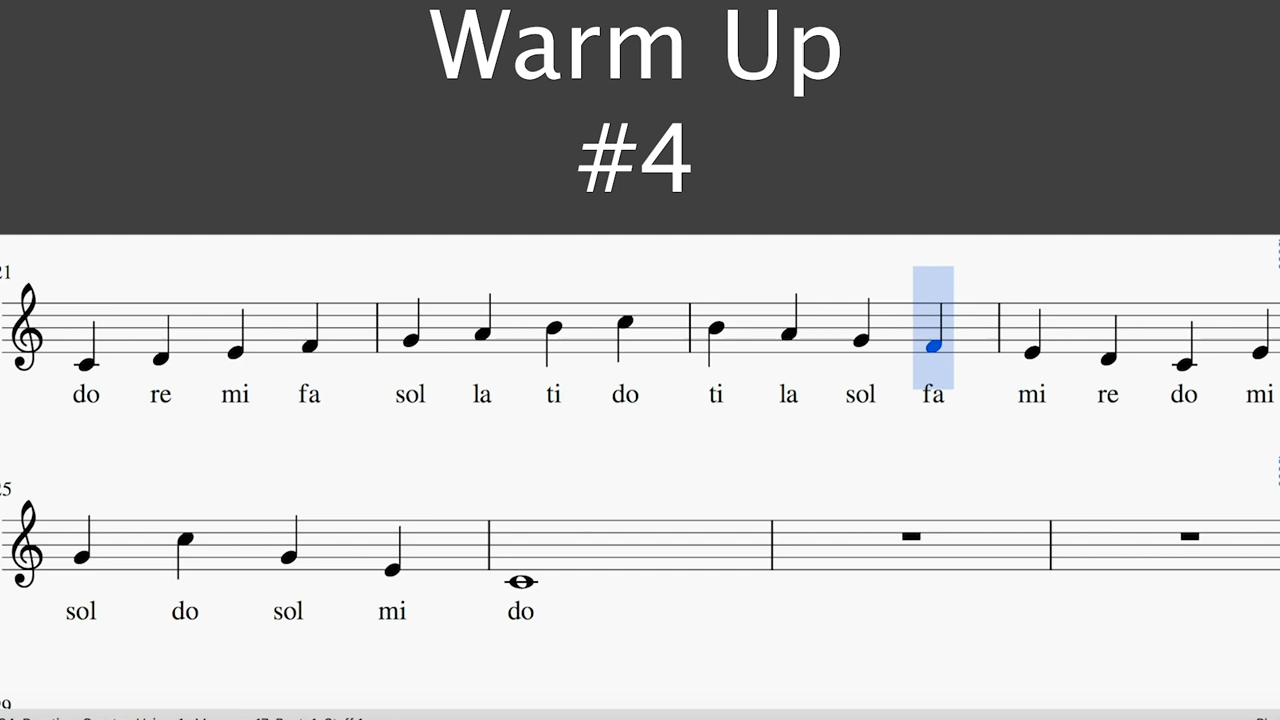 Warm Up
#4
21
do re mi fa sol la ti do ti la sol fa mi re do mi
25
sol do sol mi do